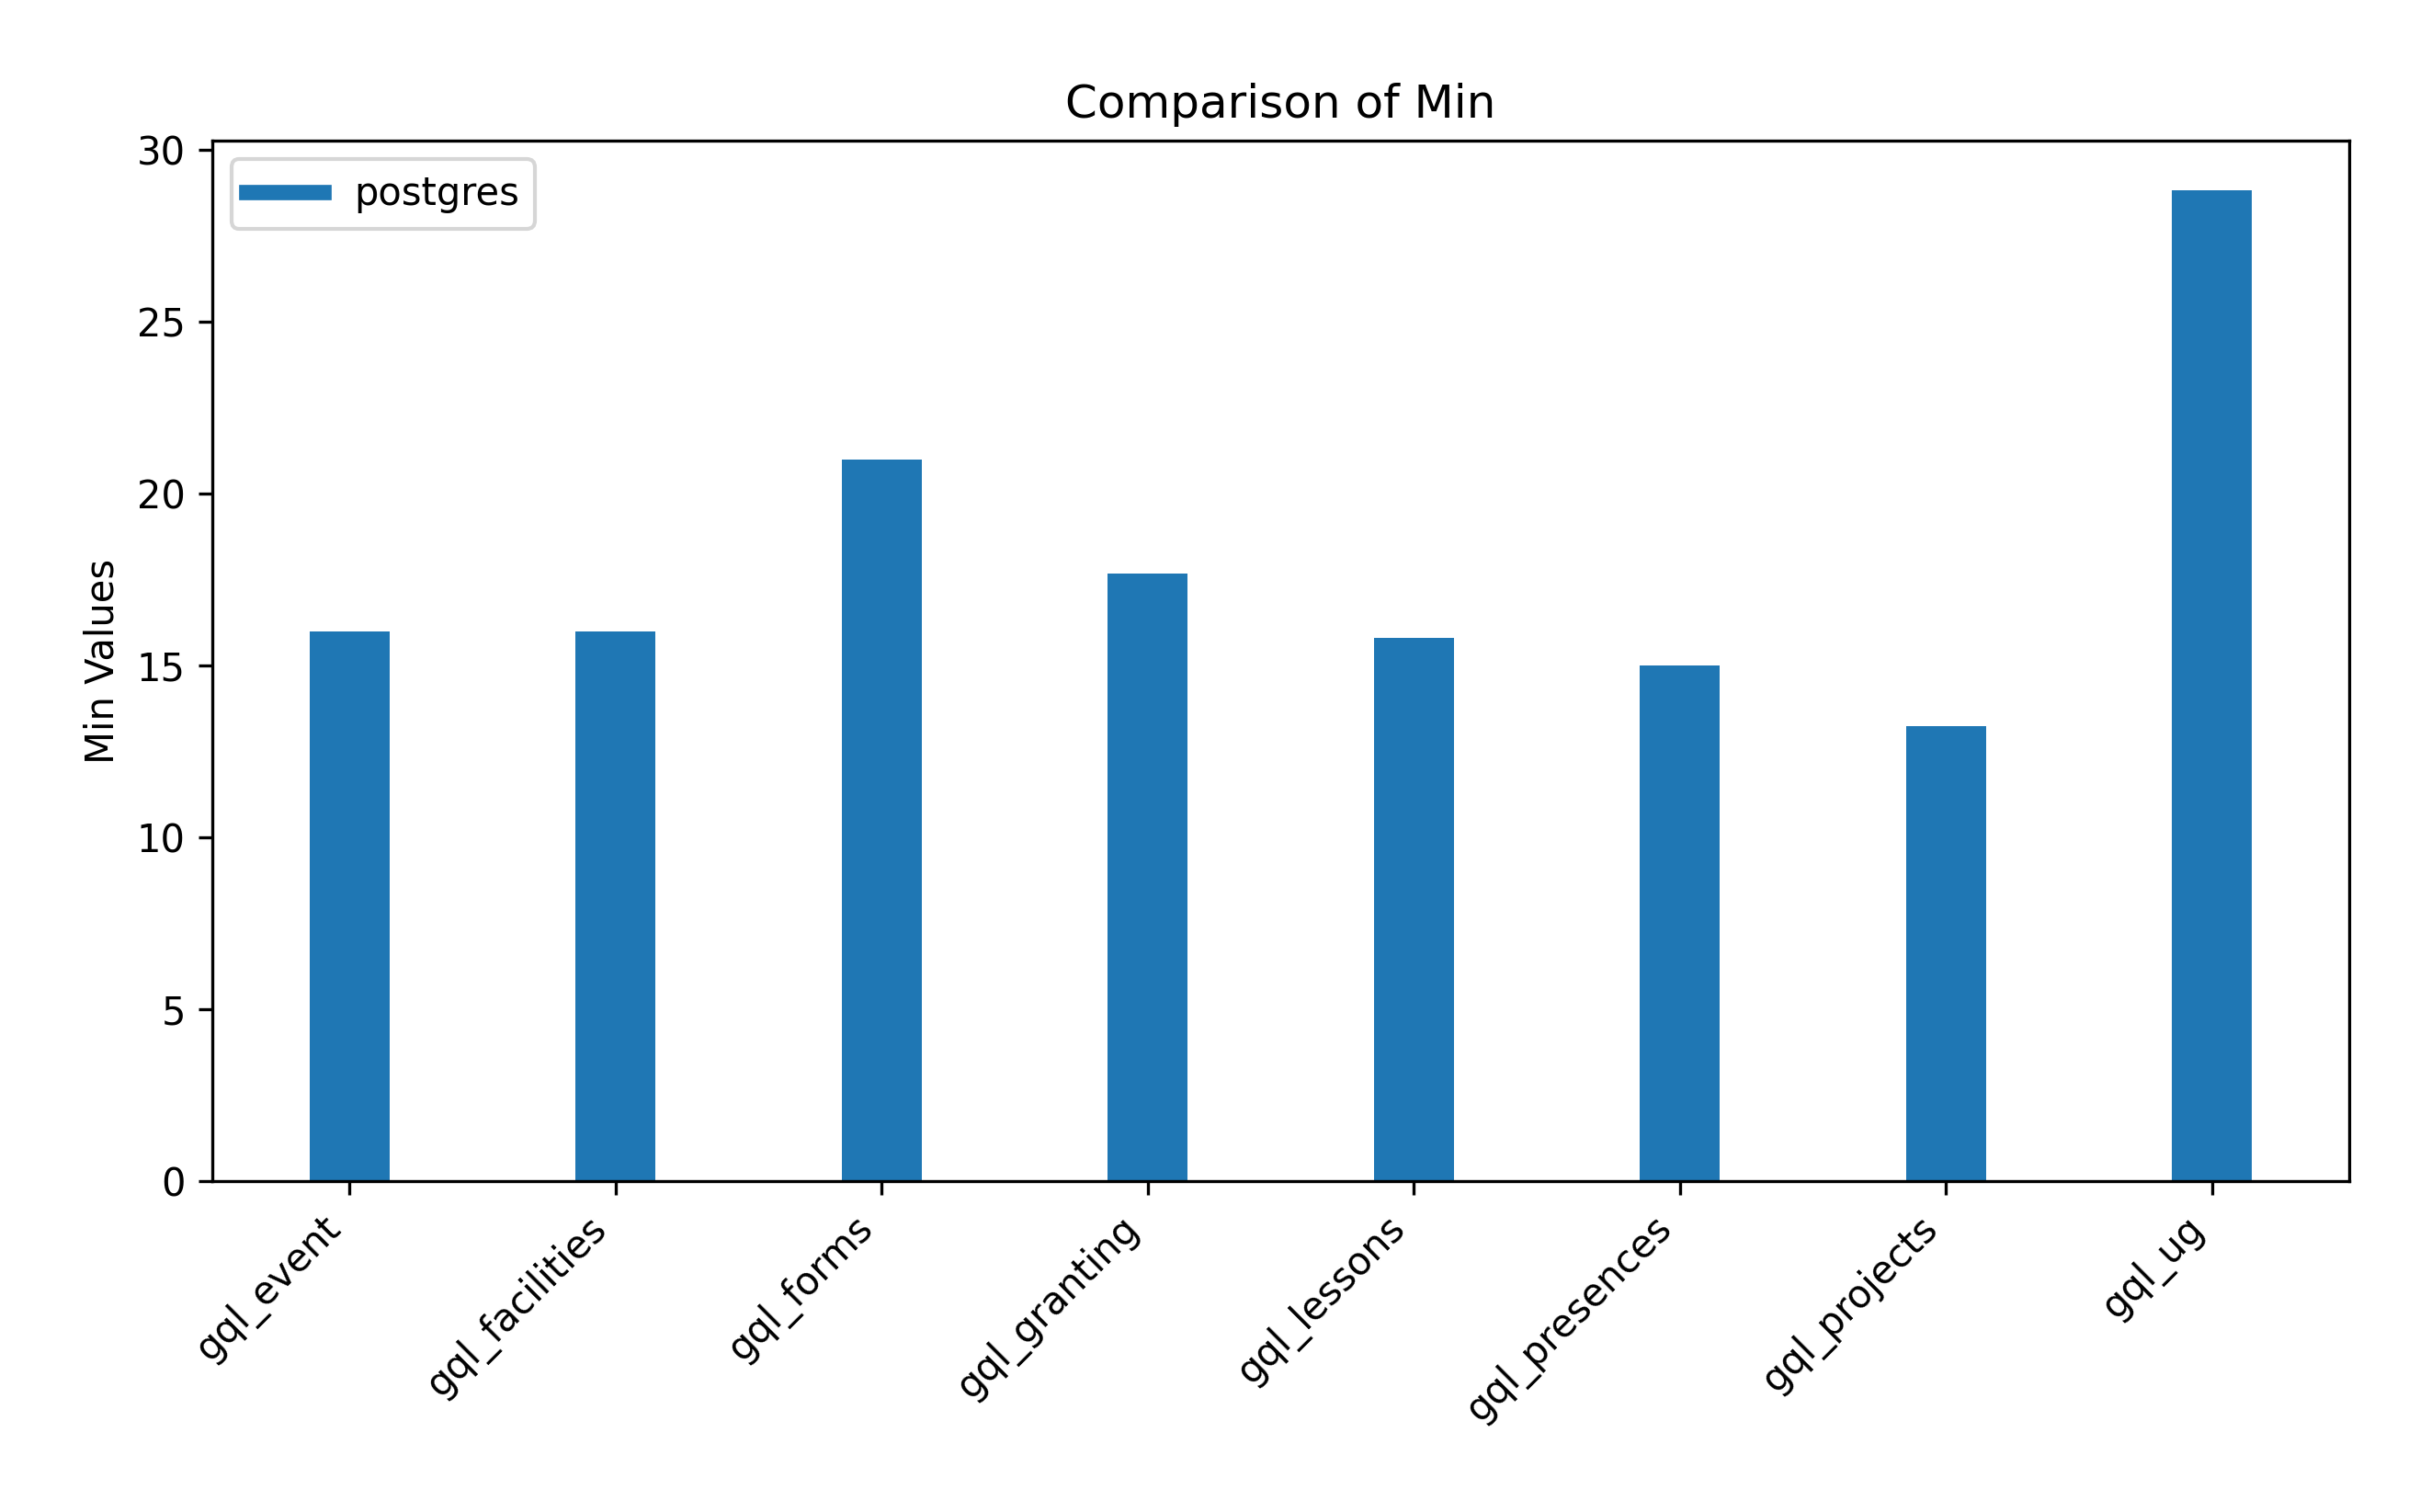 Comparison of Min
postgres
Min Values
30
25
20
15
10
5
0
gql_event
gql_facilities
gql_forms
gql_granting
gql_lessons
gql_presences
gql_projects
gql_ug